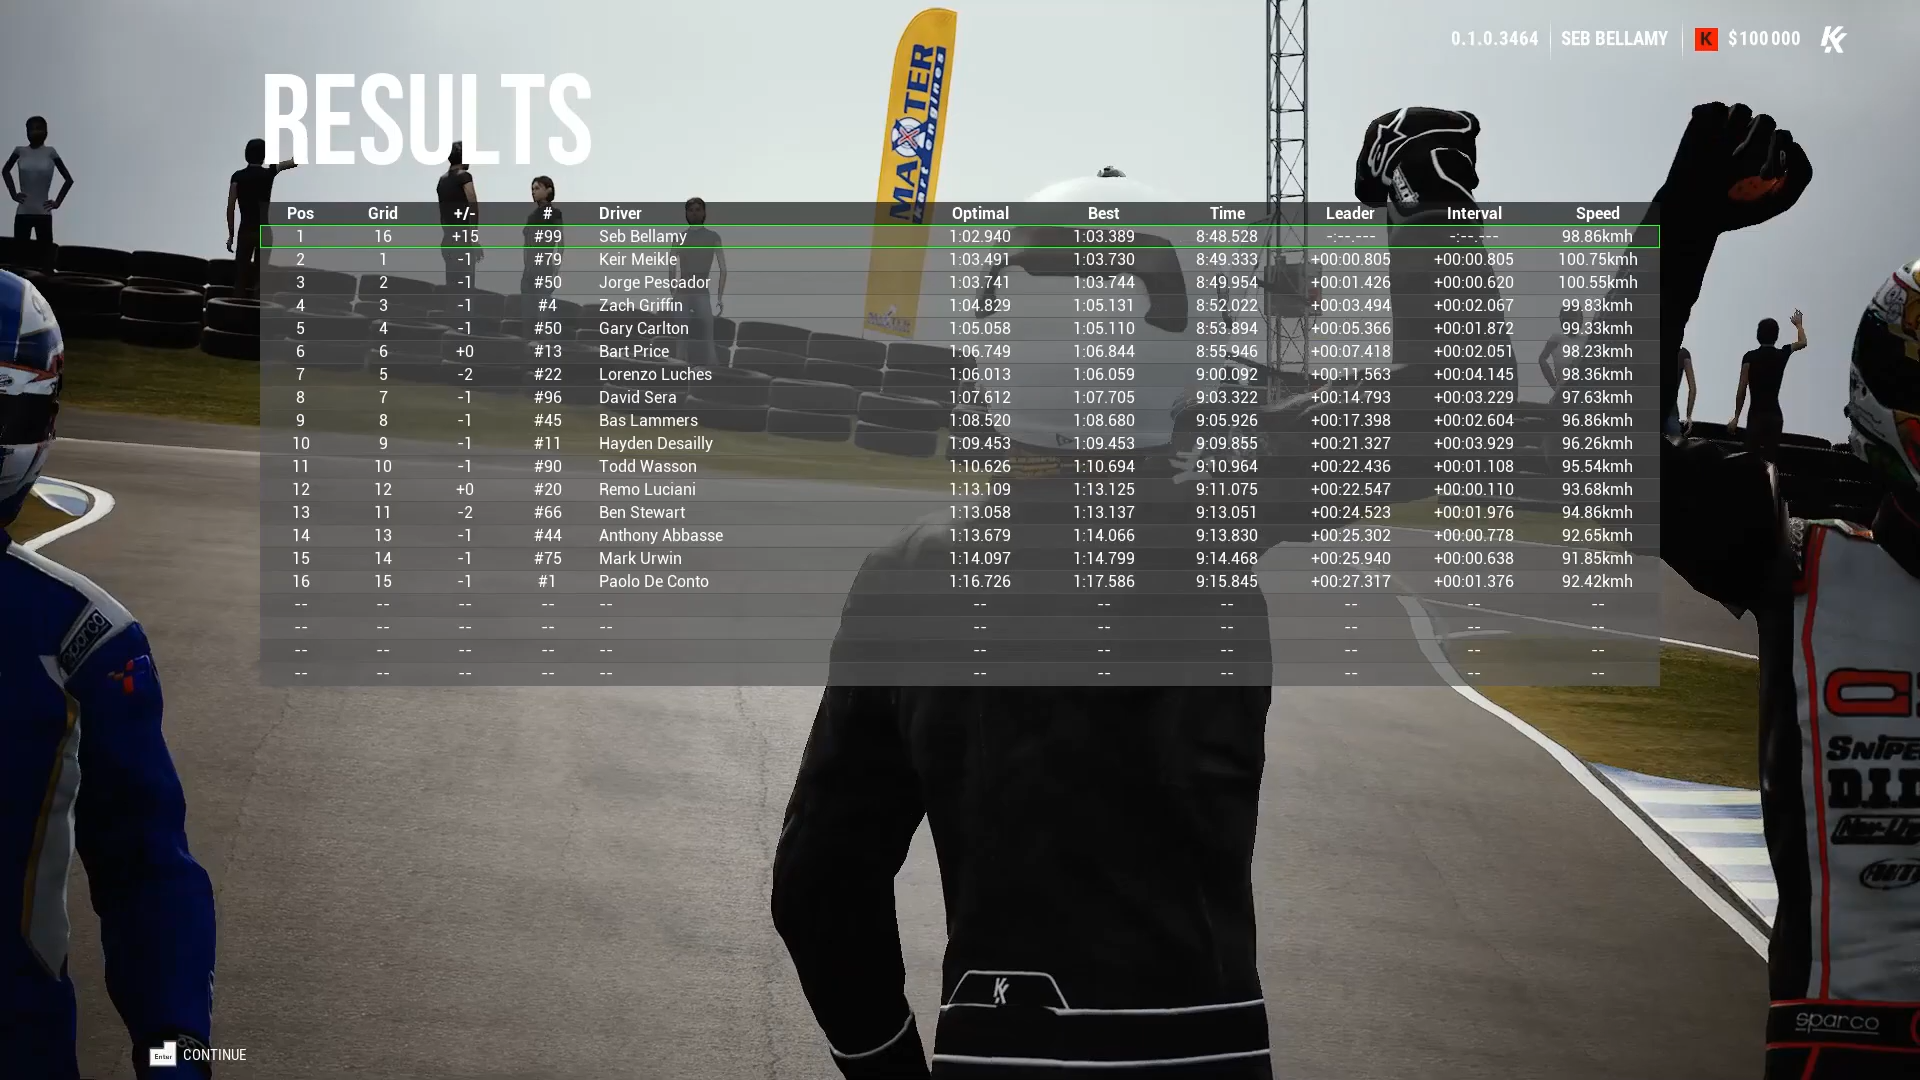 0.1.0.3464 SEB BELLAMY K $100 000
RESULTS
MAXTER
kart engines
Pos Grid +/- # Driver Optimal Best Time Leader Interval Speed
1 16 +15 #99 Seb Bellamy 1:02.940 1:03.389 8:48.528 -:--.--- -:--.--- 98.86kmh
2 1 -1 #79 Keir Meikle 1:03.491 1:03.730 8:49.333 +00:00.805 +00:00.805 100.75kmh
3 2 -1 #50 Jorge Pescador 1:03.741 1:03.744 8:49.954 +00:01.426 +00:00.620 100.55kmh
4 3 -1 #4 Zach Griffin 1:04.829 1:05.131 8:52.022 +00:03.494 +00:02.067 99.83kmh
5 4 -1 #50 Gary Carlton 1:05.058 1:05.110 8:53.894 +00:05.366 +00:01.872 99.33kmh
6 6 +0 #13 Bart Price 1:06.749 1:06.844 8:55.946 +00:07.418 +00:02.051 98.23kmh
7 5 -2 #22 Lorenzo Luches 1:06.013 1:06.059 9:00.092 +00:11.563 +00:04.145 98.36kmh
8 7 -1 #96 David Sera 1:07.612 1:07.705 9:03.322 +00:14.793 +00:03.229 97.63kmh
9 8 -1 #45 Bas Lammers 1:08.520 1:08.680 9:05.926 +00:17.398 +00:02.604 96.86kmh
10 9 -1 #11 Hayden Desailly 1:09.453 1:09.453 9:09.855 +00:21.327 +00:03.929 96.26kmh
11 10 -1 #90 Todd Wasson 1:10.626 1:10.694 9:10.964 +00:22.436 +00:01.108 95.54kmh
12 12 +0 #20 Remo Luciani 1:13.109 1:13.125 9:11.075 +00:22.547 +00:00.110 93.68kmh
13 11 -2 #66 Ben Stewart 1:13.058 1:13.137 9:13.051 +00:24.523 +00:01.976 94.86kmh
14 13 -1 #44 Anthony Abbasse 1:13.679 1:14.066 9:13.830 +00:25.302 +00:00.778 92.65kmh
15 14 -1 #75 Mark Urwin 1:14.097 1:14.799 9:14.468 +00:25.940 +00:00.638 91.85kmh
16 15 -1 #1 Paolo De Conto 1:16.726 1:17.586 9:15.845 +00:27.317 +00:01.376 92.42kmh
-- -- -- -- -- -- -- -- -- -- --
-- -- -- -- -- -- -- -- -- -- --
-- -- -- -- -- -- -- -- -- -- --
-- -- -- -- -- -- -- -- -- -- --
sparco
D.I.D
sparco
Enter CONTINUE